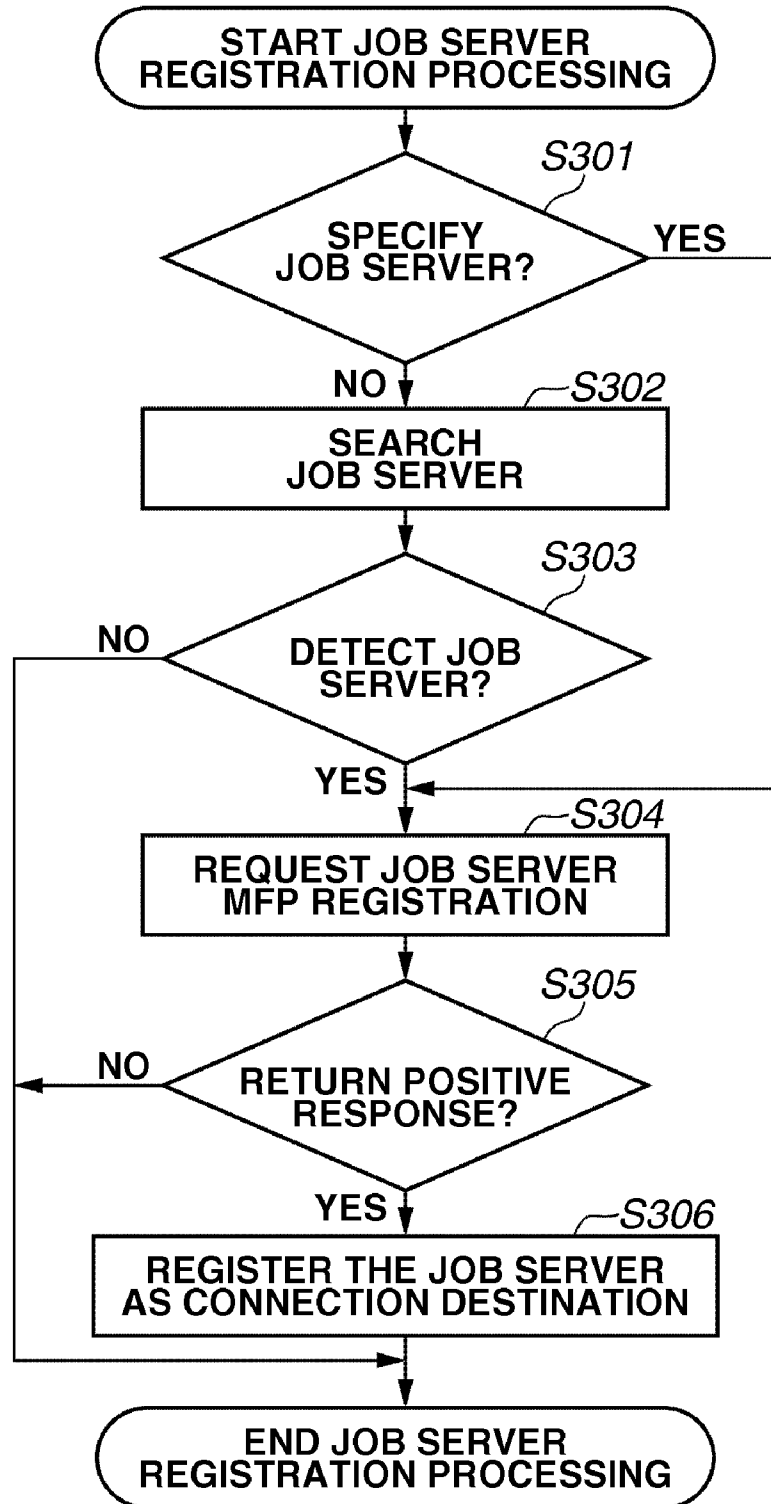 START JOB SERVER
REGISTRATION PROCESSING
S301
SPECIFY
JOB SERVER?
YES
NO
S302
SEARCH
JOB SERVER
S303
NO
DETECT JOB
SERVER?
YES
S304
REQUEST JOB SERVER
MFP REGISTRATION
S305
NO
RETURN POSITIVE
RESPONSE?
YES
S306
REGISTER THE JOB SERVER
AS CONNECTION DESTINATION
END JOB SERVER
REGISTRATION PROCESSING